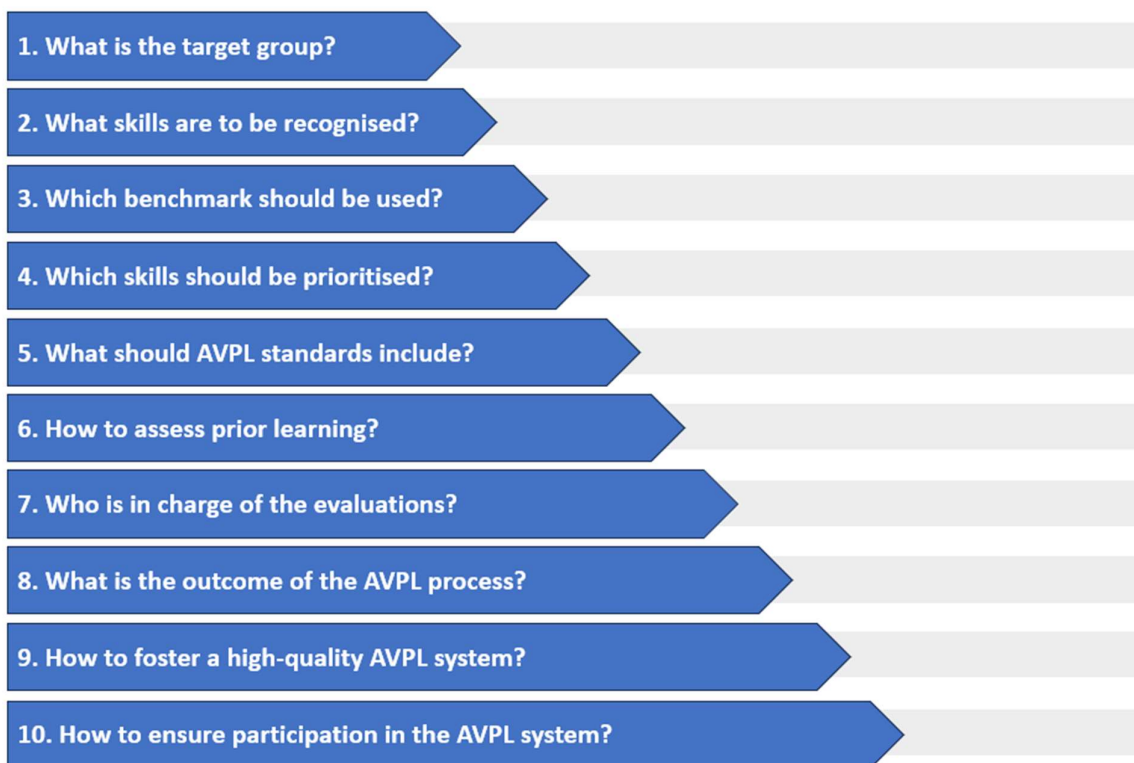 1. What is the target group?
2. What skills are to be recognised?
3. Which benchmark should be used?
4. Which skills should be prioritised?
5. What should AVPL standards include?
6. How to assess prior learning?
7. Who is in charge of the evaluations?
8. What is the outcome of the AVPL process?
9. How to foster a high-quality AVPL system?
10. How to ensure participation in the AVPL system?